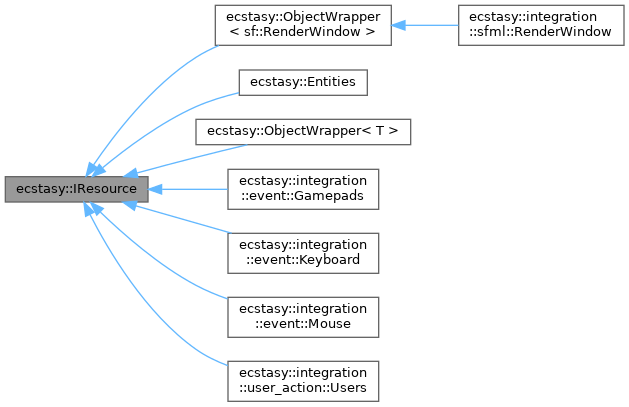 ecstasy::ObjectWrapper
< sf::RenderWindow >
ecstasy::integration
::sfml::RenderWindow
ecstasy::Entities
ecstasy::ObjectWrapper< T >
ecstasy::IResource
ecstasy::integration
::event::Gamepads
ecstasy::integration
::event::Keyboard
ecstasy::integration
::event::Mouse
ecstasy::integration
::user_action::Users